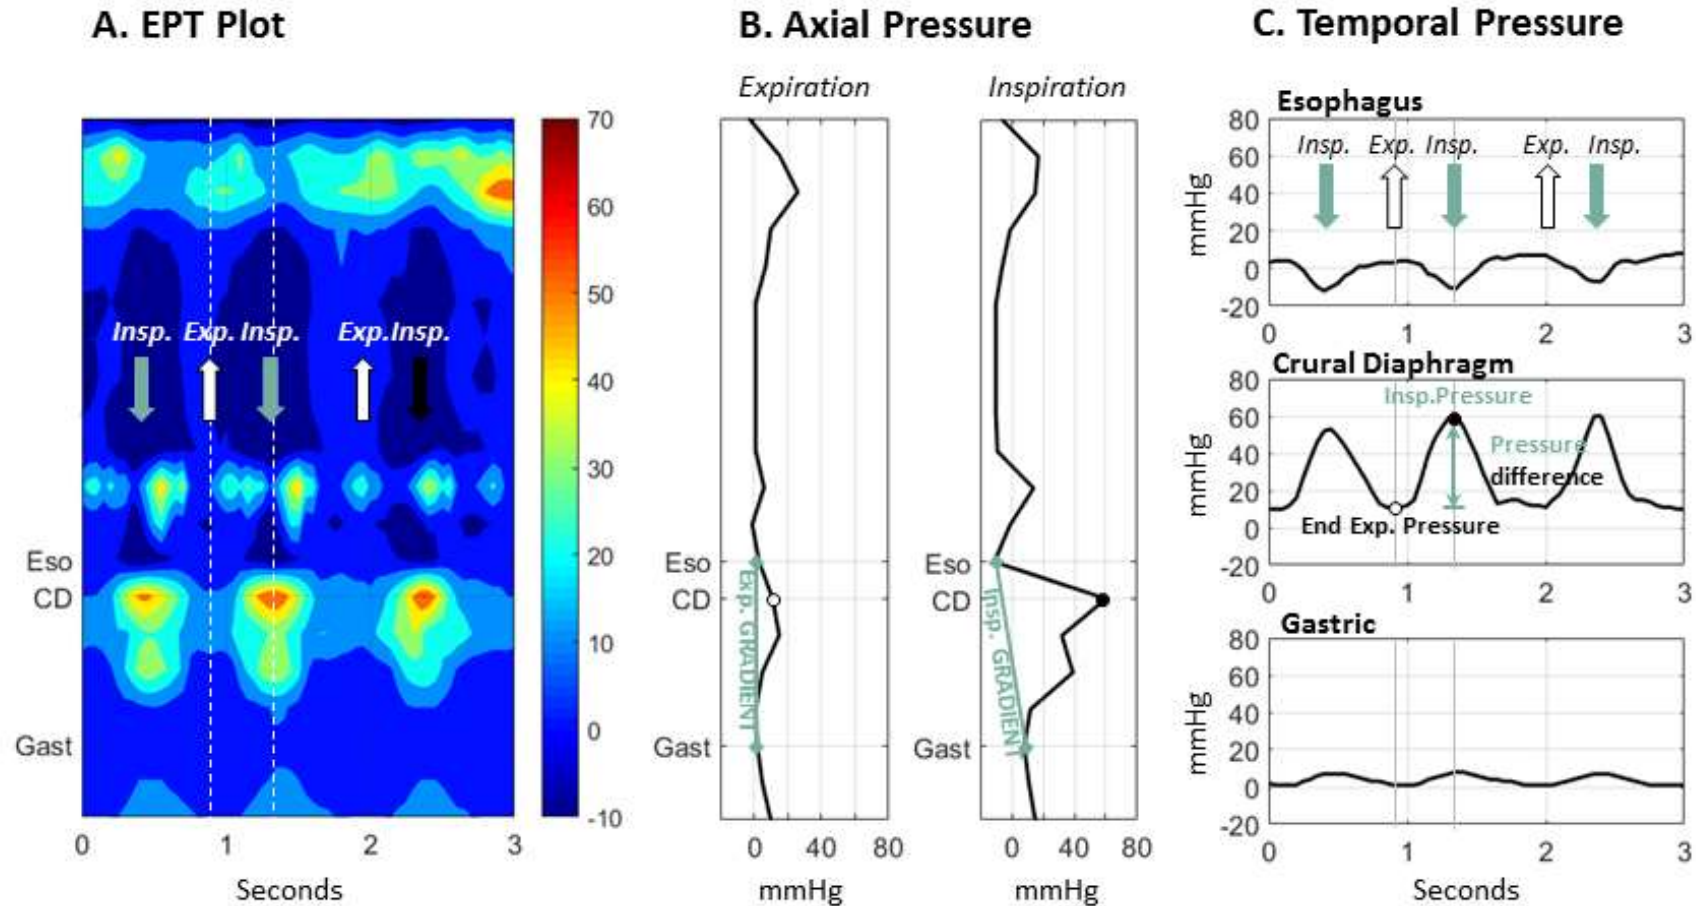 A. EPT Plot
B. Axial Pressure
C. Temporal Pressure
70
60
50
40
30
20
10
0
-10
Insp. Exp. Insp. Exp. Insp.
Eso
CD
Gast
0 1 2 3
Seconds
Expiration
Inspiration
Eso
CD
Gast
Exp. GRADIENT
0 40 80
mmHg
Eso
CD
Gast
Insp. GRADIENT
0 40 80
mmHg
Esophagus
80
60
40
20
0
-20
mmHg
Insp. Exp. Insp. Exp. Insp.
0 1 2 3
Crural Diaphragm
80
60
40
20
0
-20
mmHg
Insp.Pressure
Pressure
difference
End Exp. Pressure
0 1 2 3
Gastric
80
60
40
20
0
-20
mmHg
0 1 2 3
Seconds